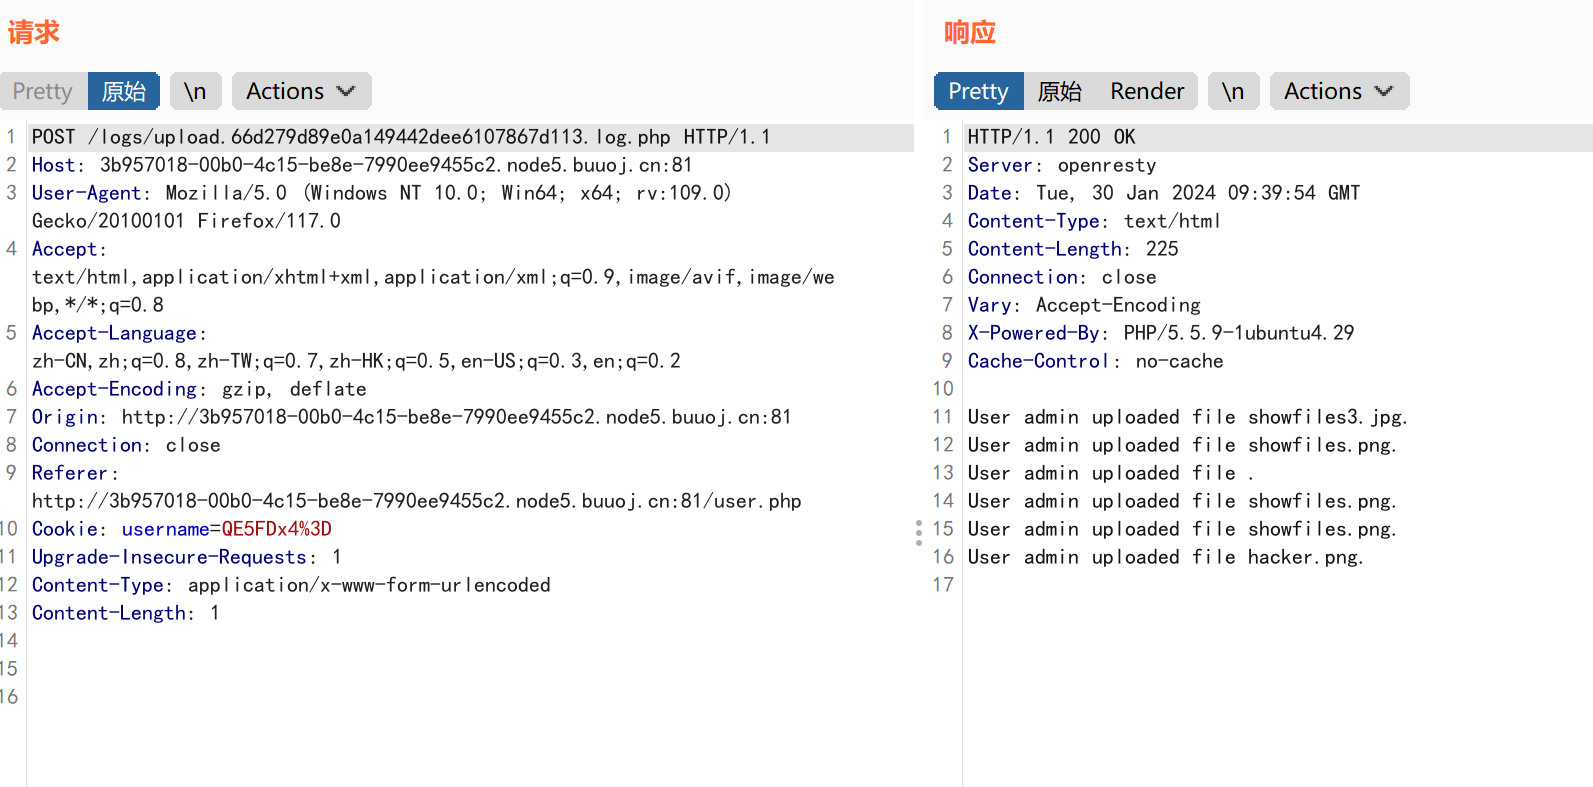 请求
Pretty 原始 \n Actions
1 POST /logs/upload.66d279d89e0a149442dee6107867d113.log.php HTTP/1.1
2 Host: 3b957018-00b0-4c15-be8e-7990ee9455c2.node5.buuoj.cn:81
3 User-Agent: Mozilla/5.0 (Windows NT 10.0; Win64; x64; rv:109.0)
Gecko/20100101 Firefox/117.0
4 Accept:
text/html,application/xhtml+xml,application/xml;q=0.9,image/avif,image/we
bp,*/*;q=0.8
5 Accept-Language:
zh-CN,zh;q=0.8,zh-TW;q=0.7,zh-HK;q=0.5,en-US;q=0.3,en;q=0.2
6 Accept-Encoding: gzip, deflate
7 Origin: http://3b957018-00b0-4c15-be8e-7990ee9455c2.node5.buuoj.cn:81
8 Connection: close
9 Referer:
http://3b957018-00b0-4c15-be8e-7990ee9455c2.node5.buuoj.cn:81/user.php
10 Cookie: username=QE5FDx4%3D
11 Upgrade-Insecure-Requests: 1
12 Content-Type: application/x-www-form-urlencoded
13 Content-Length: 1
14
15
16
响应
Pretty 原始 Render \n Actions
1 HTTP/1.1 200 OK
2 Server: openresty
3 Date: Tue, 30 Jan 2024 09:39:54 GMT
4 Content-Type: text/html
5 Content-Length: 225
6 Connection: close
7 Vary: Accept-Encoding
8 X-Powered-By: PHP/5.5.9-1ubuntu4.29
9 Cache-Control: no-cache
10
11 User admin uploaded file showfiles3.jpg.
12 User admin uploaded file showfiles.png.
13 User admin uploaded file .
14 User admin uploaded file showfiles.png.
15 User admin uploaded file showfiles.png.
16 User admin uploaded file hacker.png.
17